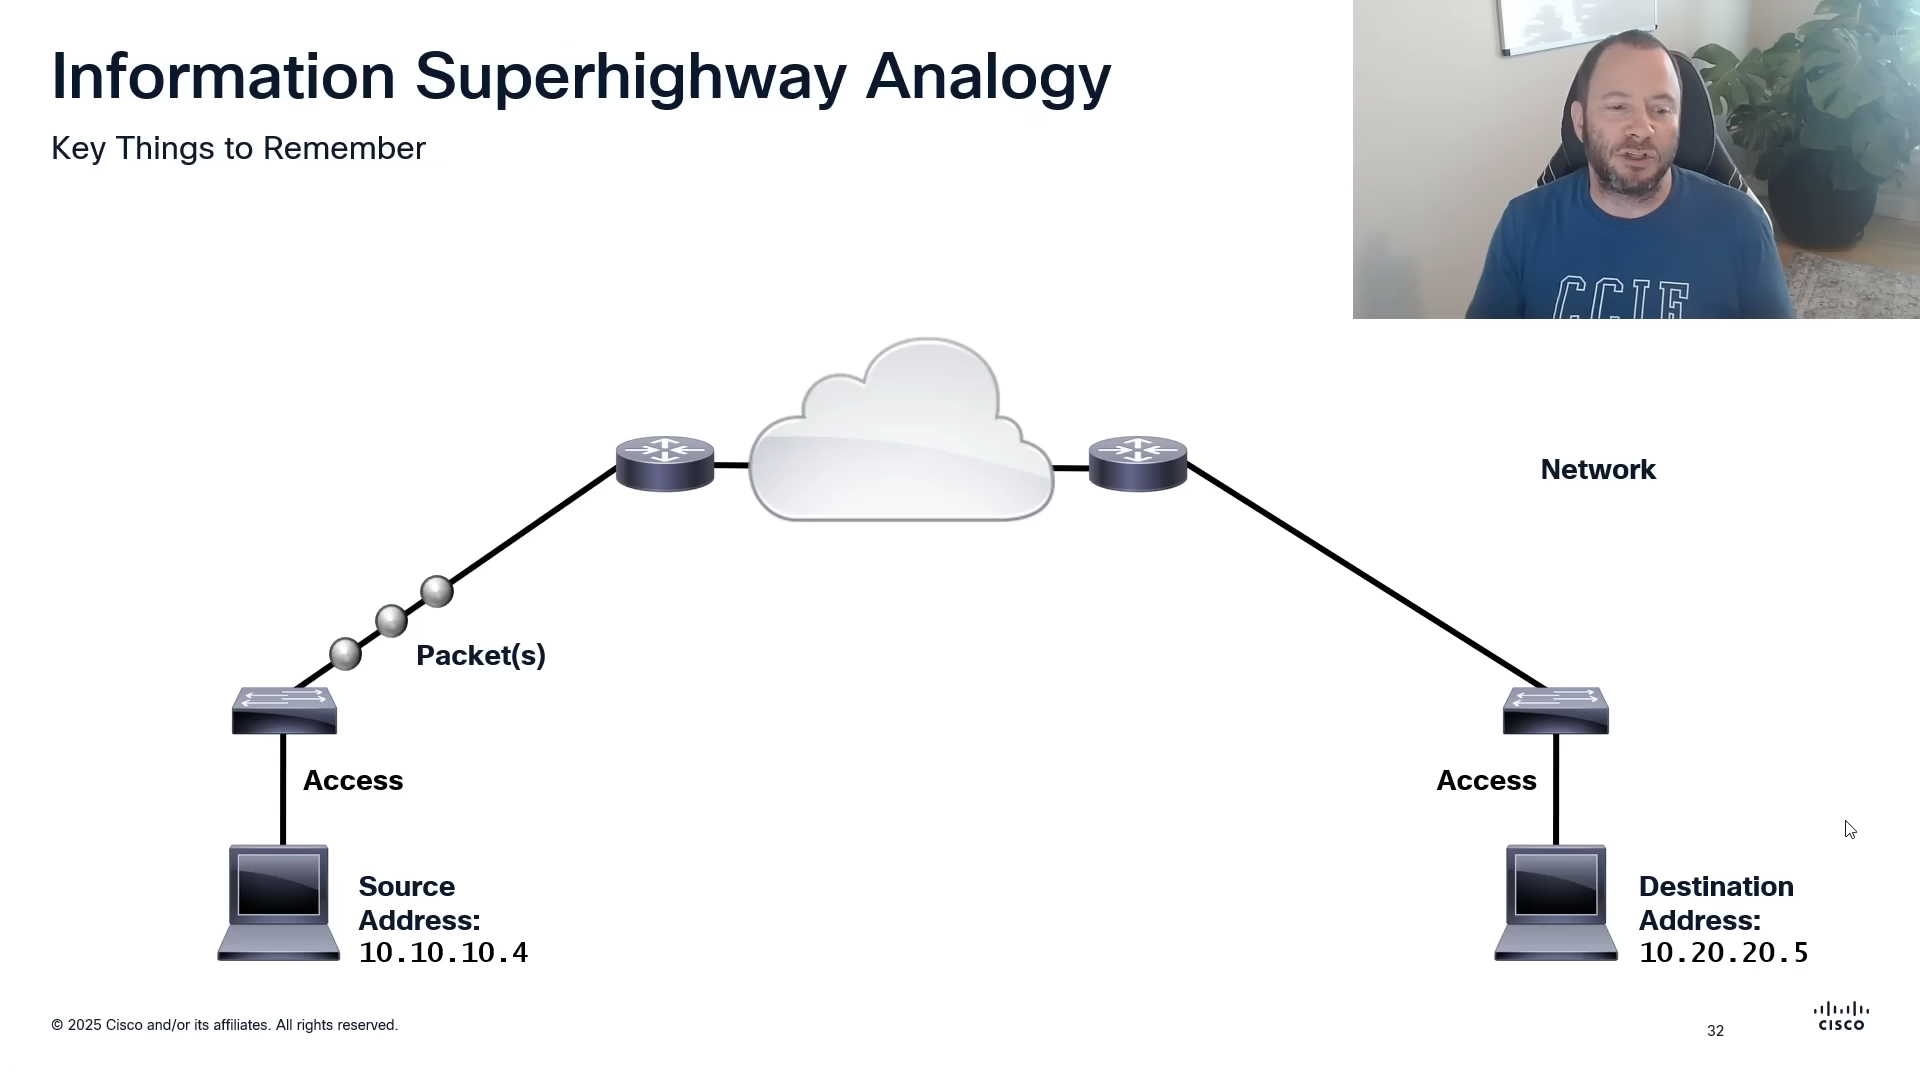 Information Superhighway Analogy
Key Things to Remember
CCIE
Network
Packet(s)
Access
Access
Source
Address:
10.10.10.4
Destination
Address:
10.20.20.5
© 2025 Cisco and/or its affiliates. All rights reserved.
32
CISCO